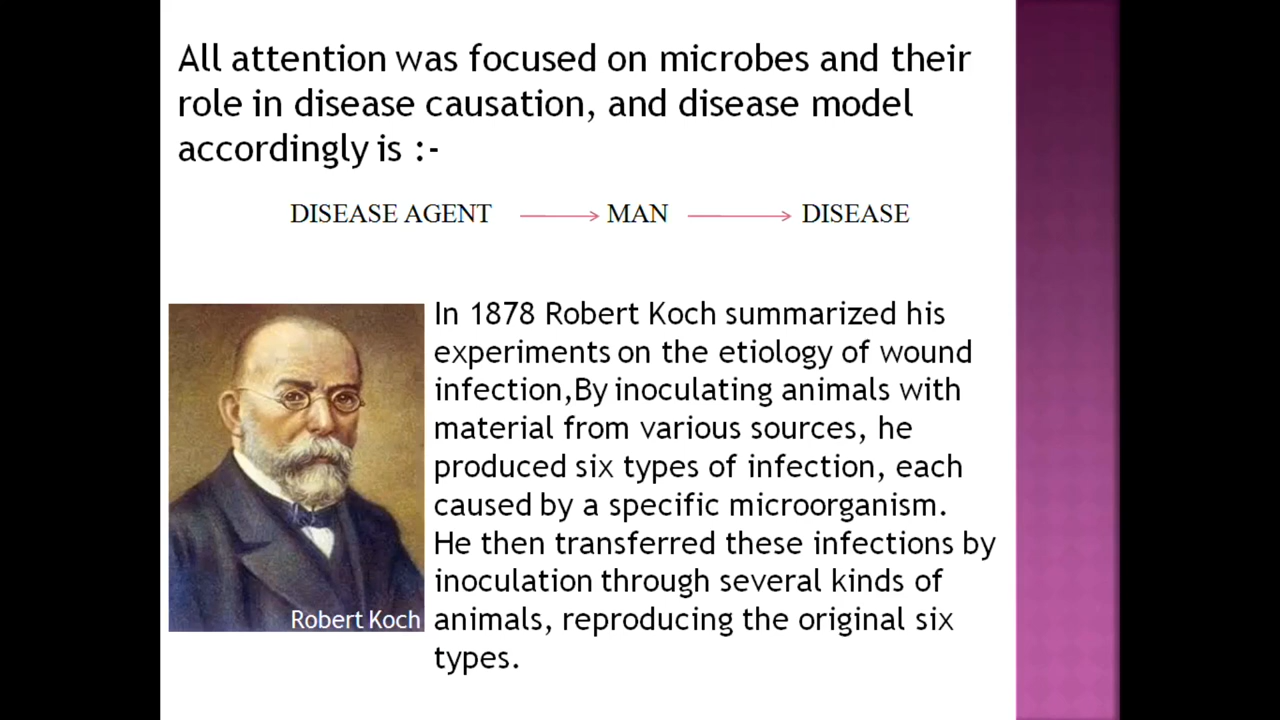 All attention was focused on microbes and their
role in disease causation, and disease model
accordingly is :-
DISEASE AGENT → MAN → DISEASE
In 1878 Robert Koch summarized his
experiments on the etiology of wound
infection,By inoculating animals with
material from various sources, he
produced six types of infection, each
caused by a specific microorganism.
He then transferred these infections by
inoculation through several kinds of
animals, reproducing the original six
types.
Robert Koch